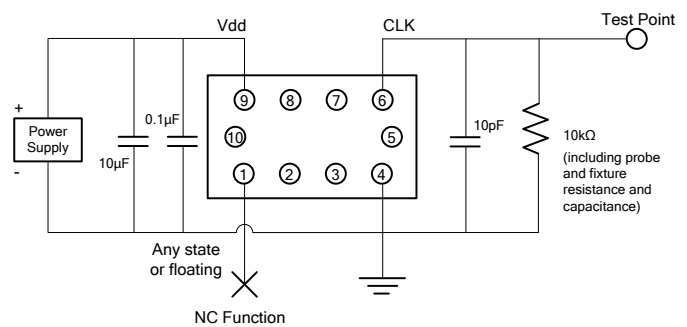 Vdd
CLK
Test Point
+
Power
Supply
-
10µF
0.1µF
9
8
7
6
10
5
1
2
3
4
10pF
10kΩ
(including probe
and fixture
resistance and
capacitance)
Any state
or floating
NC Function